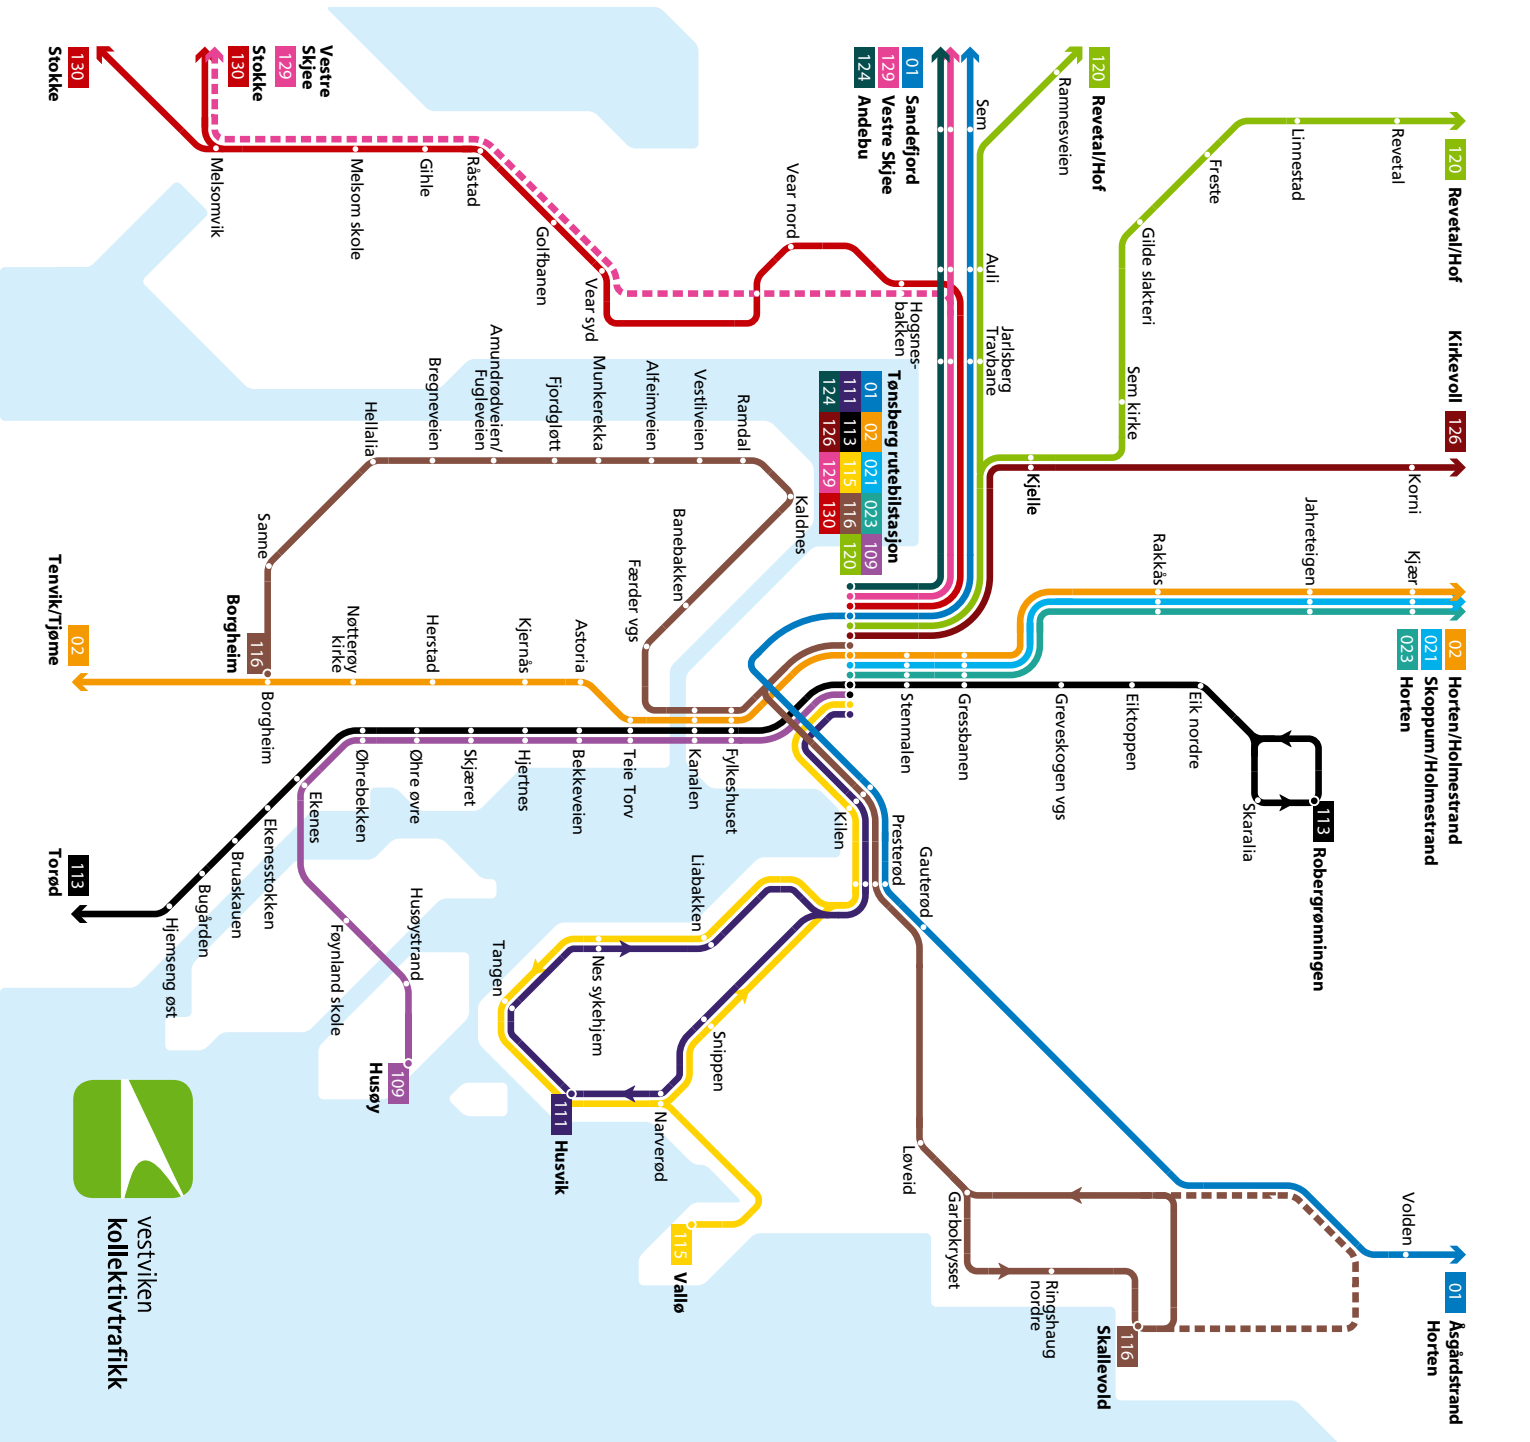 130
Stokke
Vestre
Skjee
129
130
Stokke
01
Sandefjord
129
Vestre Skjee
124
Andebu
120
Revetal/Hof
120
Revetal/Hof
Kirkevoll
126
Sem
Ramnesveien
Revetal
Linnestad
Freste
Gilde slakteri
Sem kirke
Kjelle
Korni
Auli
Jarlsberg
Travbane
Hogsnes-
bakken
Vear nord
Vear syd
Golfbanen
Råstad
Gihle
Melsom skole
Melsomvik
Tønsberg rutebilstasjon
01
02
021
023
109
111
113
115
116
120
124
126
129
130
Ramdal
Vestliveien
Alfeimveien
Munkerekka
Fjordgløtt
Amundrødveien/
Fugleveien
Bregneveien
Hellalia
Sanne
Borgheim
116
Kaldnes
Banebakken
Færder vgs
Tenvik/Tjøme
02
Borgheim
Nøtterøy
kirke
Herstad
Kjernås
Astoria
Jahreteigen
Rakkås
Kjær
02
Horten/Holmestrand
021
Skoppum/Holmestrand
023
Horten
Stenmalen
Gressbanen
Greveskogen vgs
Eiktoppen
Eik nordre
Skaralia
113
Robergrønningen
Fylkeshuset
Kanalen
Teie Torv
Bekkeveien
Hjertnes
Skjæret
Øhre øvre
Øhrebekken
Ekenes
Ekenesstokken
Bruaskauen
Bugården
Hjemseng øst
Torød
113
Husøystrand
Føynland skole
109
Husøy
Kilen
Presterød
Gauterød
Liabakken
Nes sykehjem
Tangen
Snippen
Narverød
111
Husvik
115
Vallø
Løveid
Garbokrysset
Ringshaug
nordre
116
Skallevold
Volden
01
Åsgårdstrand
Horten
vestviken
kollektivtrafikk